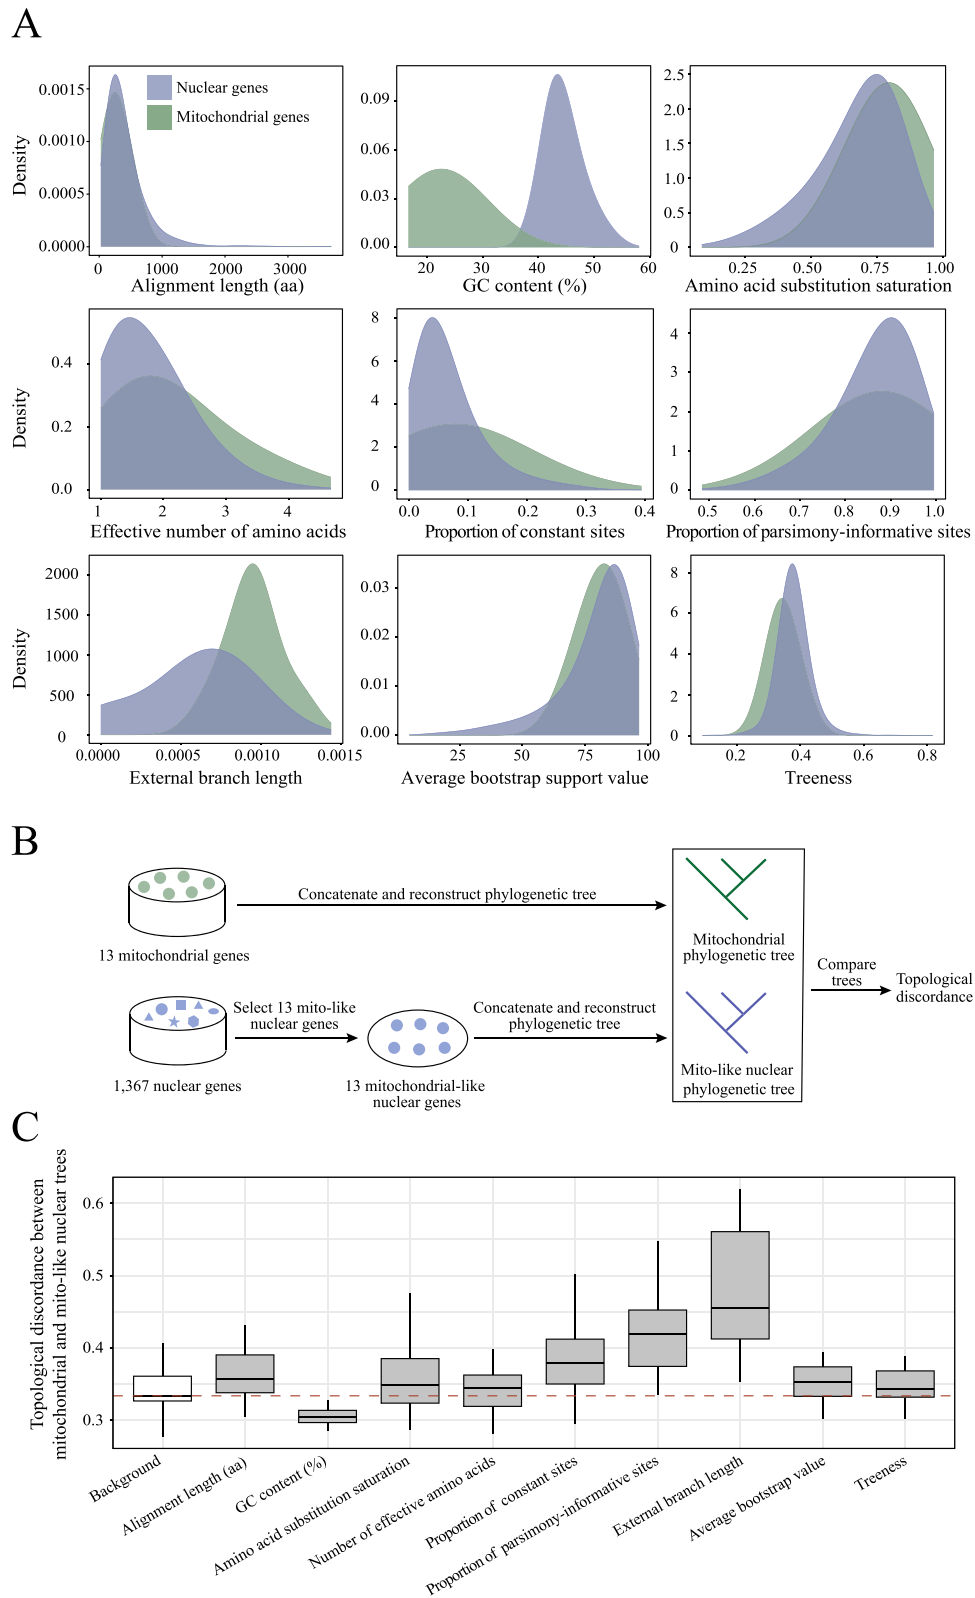 A
Nuclear genes
Mitochondrial genes
Density
0.0015
0.0010
0.0005
0.0000
0 1000 2000 3000
Alignment length (aa)
0.09
0.06
0.03
0.00
20 30 40 50 60
GC content (%)
2.5
2.0
1.5
1.0
0.5
0
0.25 0.50 0.75 1.00
Amino acid substitution saturation
Density
0.4
0.2
0.0
1 2 3 4
Effective number of amino acids
8
6
4
2
0
0.0 0.1 0.2 0.3 0.4
Proportion of constant sites
4
3
2
1
0
0.5 0.6 0.7 0.8 0.9 1.0
Proportion of parsimony-informative sites
Density
2000
1500
1000
500
0
0.0000 0.0005 0.0010 0.0015
External branch length
0.03
0.02
0.01
0.00
25 50 75 100
Average bootstrap support value
8
6
4
2
0
0.2 0.4 0.6 0.8
Treeness
B
13 mitochondrial genes
Concatenate and reconstruct phylogenetic tree
Mitochondrial
phylogenetic tree
1,367 nuclear genes
Select 13 mito-like
nuclear genes
13 mitochondrial-like
nuclear genes
Concatenate and reconstruct
phylogenetic tree
Mito-like nuclear
phylogenetic tree
Compare
trees
Topological
discordance
C
Topological discordance between
mitochondrial and mito-like nuclear trees
0.6
0.5
0.4
0.3
Background
Alignment length (aa)
GC content (%)
Amino acid substitution saturation
Number of effective amino acids
Proportion of constant sites
Proportion of parsimony-informative sites
External branch length
Average bootstrap value
Treeness